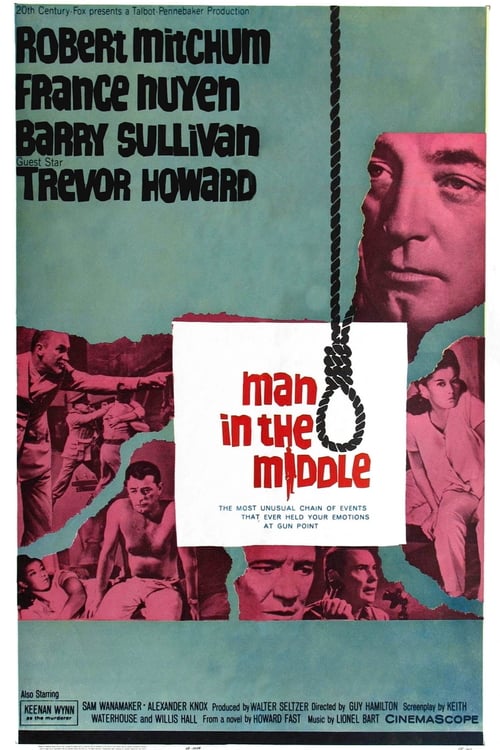 20th Century-Fox presents a Talbot-Pennebaker Production
ROBERT MITCHUM
FRANCE NUYEN
BARRY SULLIVAN
Guest Star
TREVOR HOWARD
man
in the
middle
THE MOST UNUSUAL CHAIN OF EVENTS
THAT EVER HELD YOUR EMOTIONS
AT GUN POINT
Also Starring
KEENAN WYNN
as the murderer
SAM WANAMAKER · ALEXANDER KNOX Produced by WALTER SELTZER Directed by GUY HAMILTON Screenplay by KEITH
WATERHOUSE and WILLIS HALL From a novel by HOWARD FAST Music by LIONEL BART CINEMASCOPE